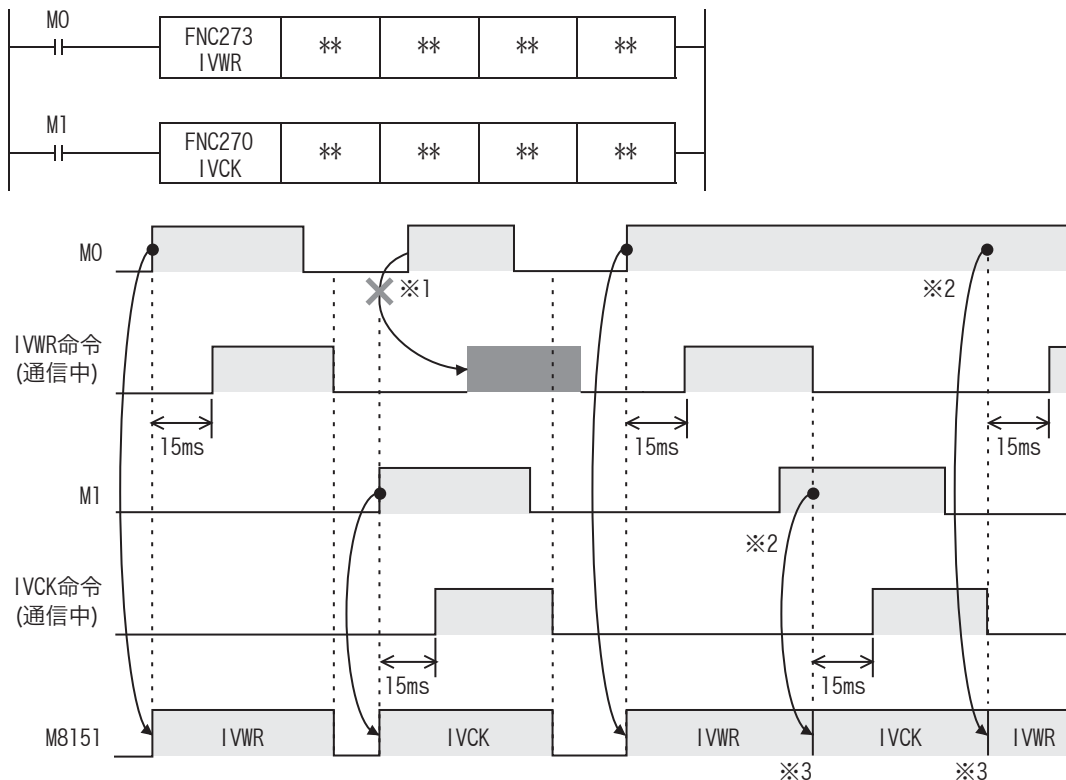 M0
FNC273 ** ** ** **
IVWR
M1
FNC270 ** ** ** **
IVCK
M0
※1
※2
IVWR命令
(通信中)
15ms 15ms 15ms
M1
※2
IVCK命令
(通信中)
15ms 15ms
M8151 IVWR IVCK IVWR IVCK IVWR
※3 ※3